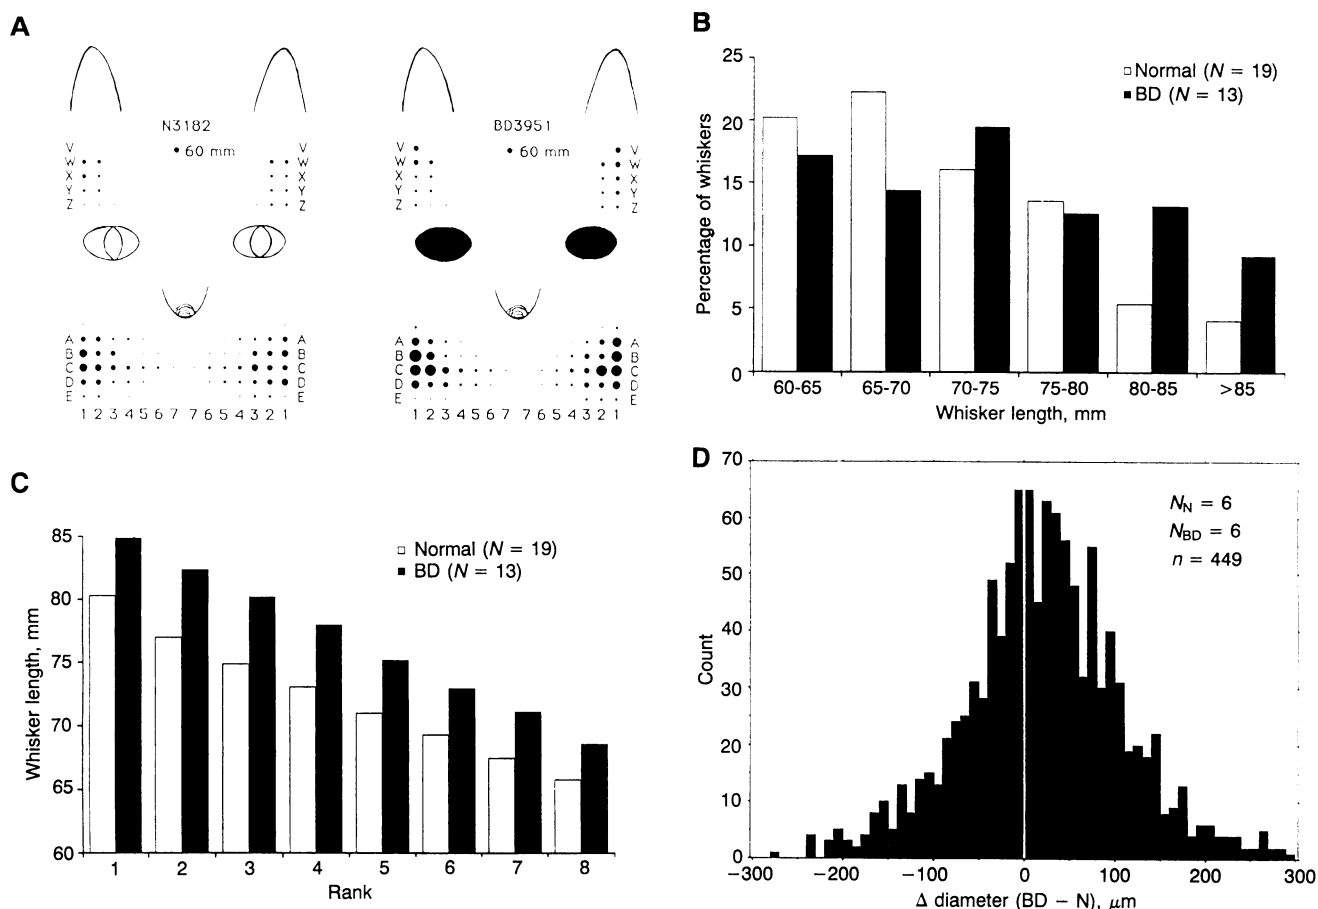 A
N3182
60 mm
V
W
X
Y
Z
V
W
X
Y
Z
A
B
C
D
E
A
B
C
D
E
1 2 3 4 5 6 7 7 6 5 4 3 2 1
BD3951
60 mm
V
W
X
Y
Z
V
W
X
Y
Z
A
B
C
D
E
A
B
C
D
E
1 2 3 4 5 6 7 7 6 5 4 3 2 1
B
Percentage of whiskers
25
20
15
10
5
0
Normal (N = 19)
BD (N = 13)
60-65 65-70 70-75 75-80 80-85 >85
Whisker length, mm
C
Whisker length, mm
85
80
75
70
65
60
Normal (N = 19)
BD (N = 13)
1 2 3 4 5 6 7 8
Rank
D
Count
70
60
50
40
30
20
10
0
N_N = 6
N_BD = 6
n = 449
−300 −200 −100 0 100 200 300
Δ diameter (BD − N), μm